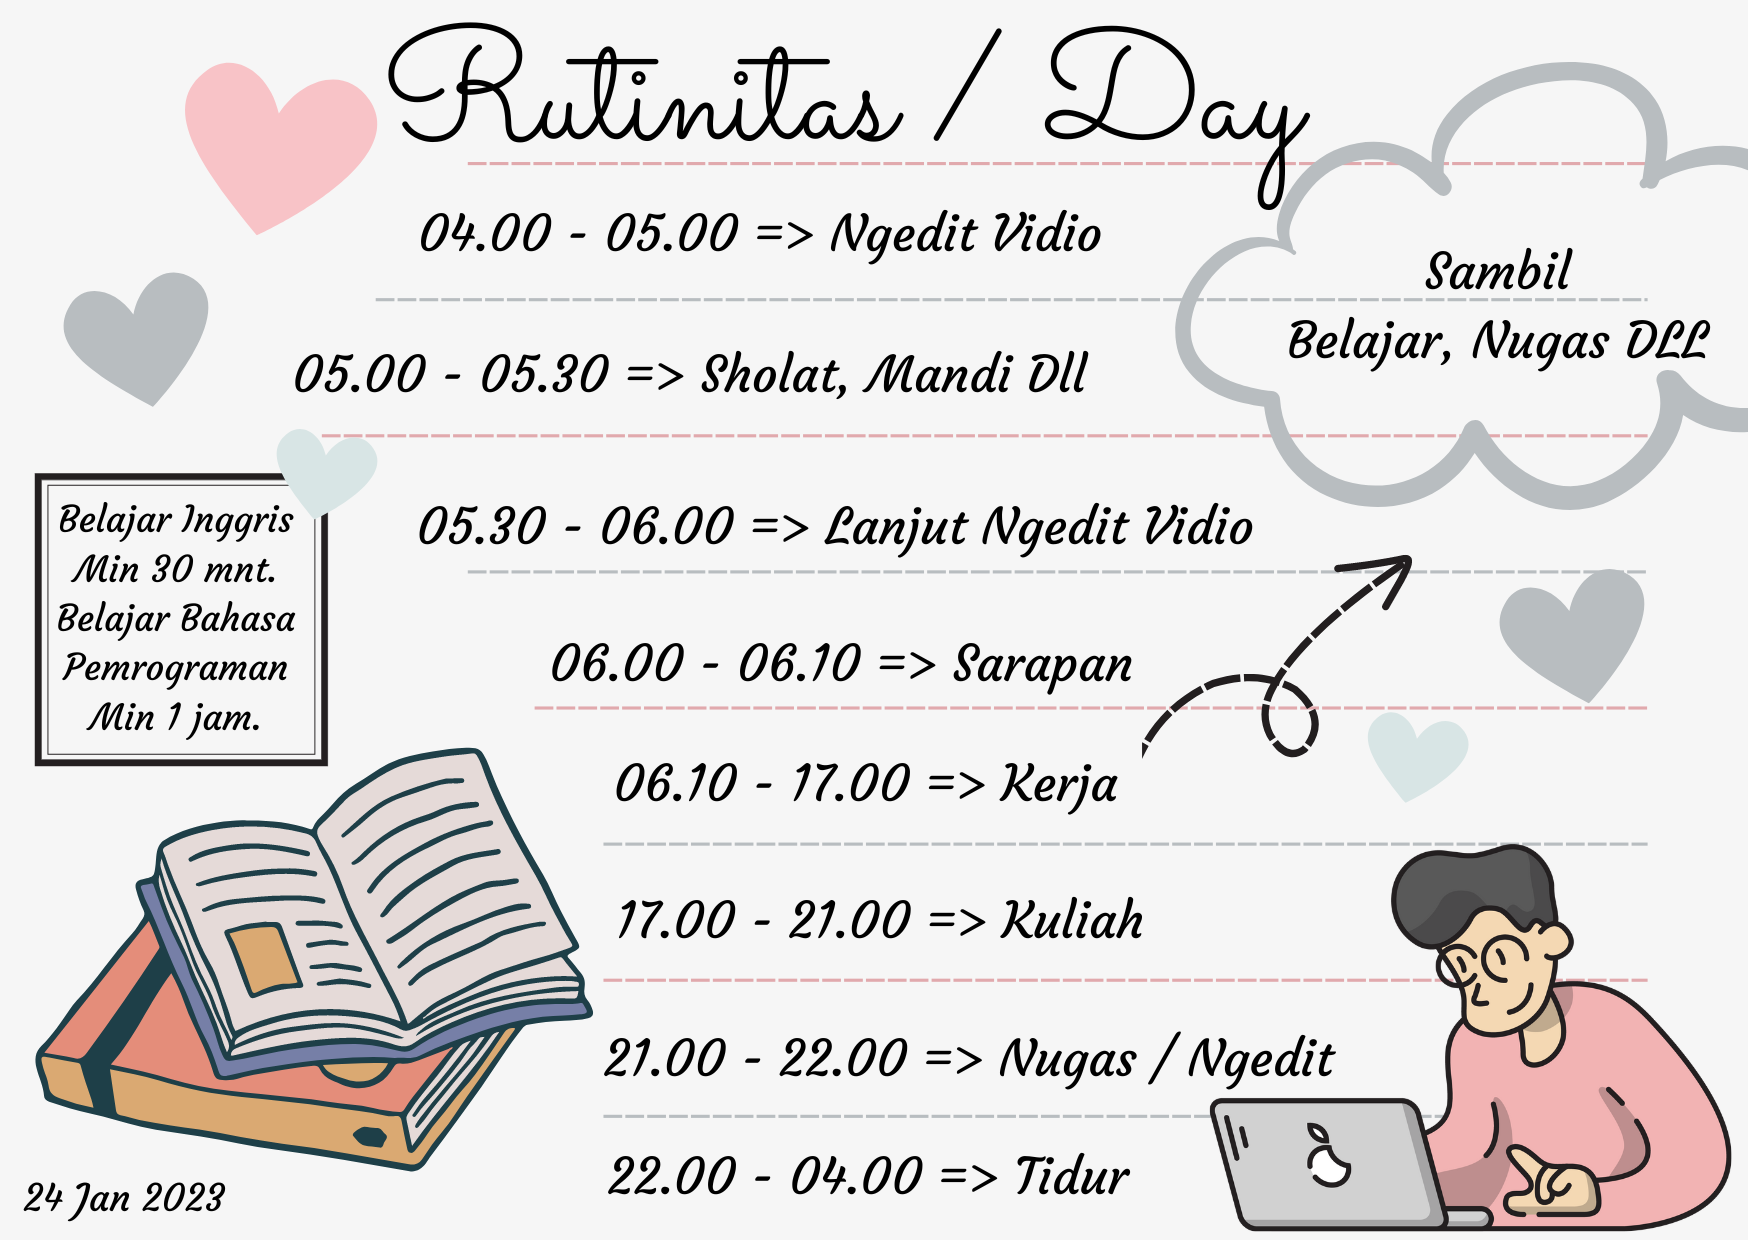 Rutinitas / Day
04.00 - 05.00 => Ngedit Vidio
Sambil
Belajar, Nugas DLL
05.00 - 05.30 => Sholat, Mandi Dll
05.30 - 06.00 => Lanjut Ngedit Vidio
Belajar Inggris
Min 30 mnt.
Belajar Bahasa
Pemrograman
Min 1 jam.
06.00 - 06.10 => Sarapan
06.10 - 17.00 => Kerja
17.00 - 21.00 => Kuliah
21.00 - 22.00 => Nugas / Ngedit
22.00 - 04.00 => Tidur
24 Jan 2023